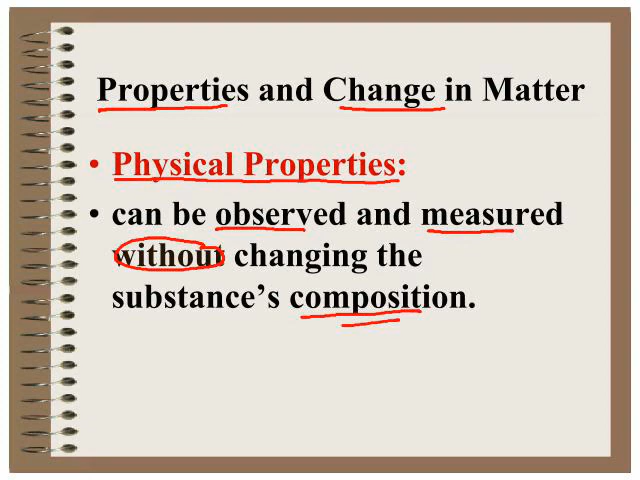 Properties and Change in Matter
• Physical Properties:
• can be observed and measured
without changing the
substance's composition.